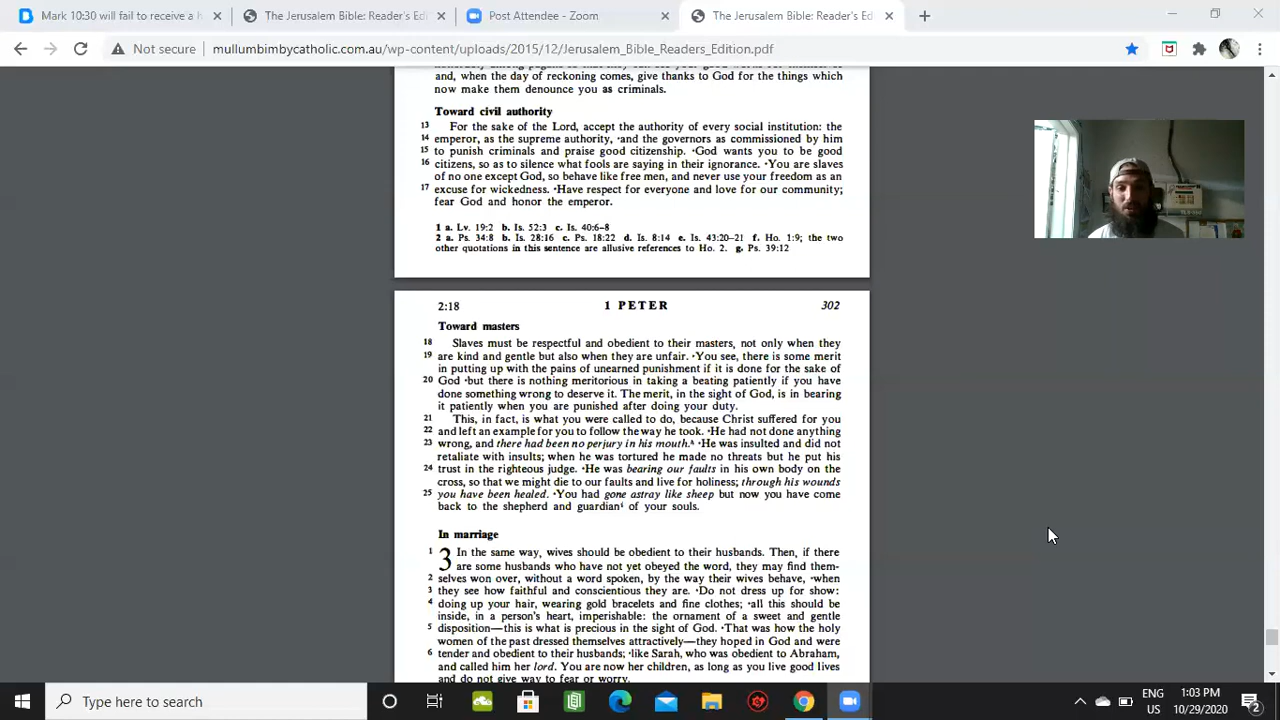 Mark 10:30 will fail to receive a h
The Jerusalem Bible: Reader's Ed
Post Attendee - Zoom
The Jerusalem Bible: Reader's Ed
Not secure
mullumbimbycatholic.com.au/wp-content/uploads/2015/12/Jerusalem_Bible_Readers_Edition.pdf
and, when the day of reckoning comes, give thanks to God for the things which
now make them denounce you as criminals.
Toward civil authority
13 For the sake of the Lord, accept the authority of every social institution: the
14 emperor, as the supreme authority, ·and the governors as commissioned by him
15 to punish criminals and praise good citizenship. ·God wants you to be good
16 citizens, so as to silence what fools are saying in their ignorance. ·You are slaves
of no one except God, so behave like free men, and never use your freedom as an
17 excuse for wickedness. ·Have respect for everyone and love for our community;
fear God and honor the emperor.
1 a. Lv. 19:2 b. Is. 52:3 c. Is. 40:6-8
2 a. Ps. 34:8 b. Is. 28:16 c. Ps. 18:22 d. Is. 8:14 e. Is. 43:20-21 f. Ho. 1:9; the two
other quotations in this sentence are allusive references to Ho. 2. g. Ps. 39:12
2:18 1 PETER 302
Toward masters
18 Slaves must be respectful and obedient to their masters, not only when they
19 are kind and gentle but also when they are unfair. ·You see, there is some merit
in putting up with the pains of unearned punishment if it is done for the sake of
20 God ·but there is nothing meritorious in taking a beating patiently if you have
done something wrong to deserve it. The merit, in the sight of God, is in bearing
it patiently when you are punished after doing your duty.
21 This, in fact, is what you were called to do, because Christ suffered for you
22 and left an example for you to follow the way he took. ·He had not done anything
23 wrong, and there had been no perjury in his mouth.h ·He was insulted and did not
retaliate with insults; when he was tortured he made no threats but he put his
24 trust in the righteous judge. ·He was bearing our faults in his own body on the
cross, so that we might die to our faults and live for holiness; through his wounds
25 you have been healed. ·You had gone astray like sheep but now you have come
back to the shepherd and guardiani of your souls.
In marriage
1 3 In the same way, wives should be obedient to their husbands. Then, if there
are some husbands who have not yet obeyed the word, they may find them-
2 selves won over, without a word spoken, by the way their wives behave, ·when
3 they see how faithful and conscientious they are. ·Do not dress up for show:
4 doing up your hair, wearing gold bracelets and fine clothes; ·all this should be
inside, in a person's heart, imperishable: the ornament of a sweet and gentle
5 disposition—this is what is precious in the sight of God. ·That was how the holy
women of the past dressed themselves attractively—they hoped in God and were
6 tender and obedient to their husbands; ·like Sarah, who was obedient to Abraham,
and called him her lord. You are now her children, as long as you live good lives
and do not give way to fear or worry.
Type here to search
ENG
US
1:03 PM
10/29/2020
2